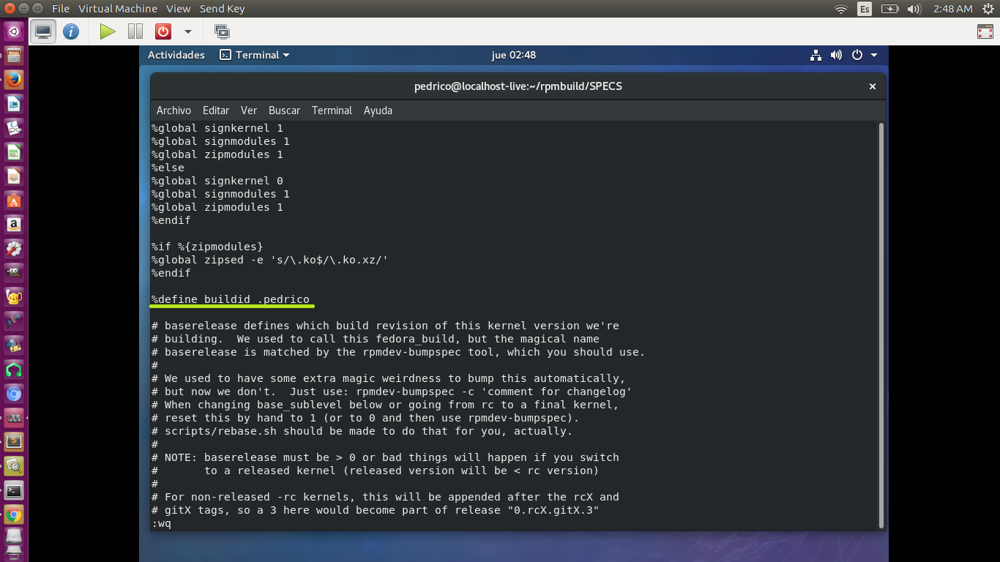 File Virtual Machine View Send Key
Es
2:48 AM
Actividades
Terminal
jue 02:48
pedrico@localhost-live:~/rpmbuild/SPECS
Archivo Editar Ver Buscar Terminal Ayuda
%global signkernel 1
%global signmodules 1
%global zipmodules 1
%else
%global signkernel 0
%global signmodules 1
%global zipmodules 1
%endif
%if %{zipmodules}
%global zipsed -e 's/\.ko$/\.ko.xz/'
%endif
%define buildid .pedrico
# baserelease defines which build revision of this kernel version we're
# building.  We used to call this fedora_build, but the magical name
# baserelease is matched by the rpmdev-bumpspec tool, which you should use.
#
# We used to have some extra magic weirdness to bump this automatically,
# but now we don't.  Just use: rpmdev-bumpspec -c 'comment for changelog'
# When changing base_sublevel below or going from rc to a final kernel,
# reset this by hand to 1 (or to 0 and then use rpmdev-bumpspec).
# scripts/rebase.sh should be made to do that for you, actually.
#
# NOTE: baserelease must be > 0 or bad things will happen if you switch
#       to a released kernel (released version will be < rc version)
#
# For non-released -rc kernels, this will be appended after the rcX and
# gitX tags, so a 3 here would become part of release "0.rcX.gitX.3"
:wq